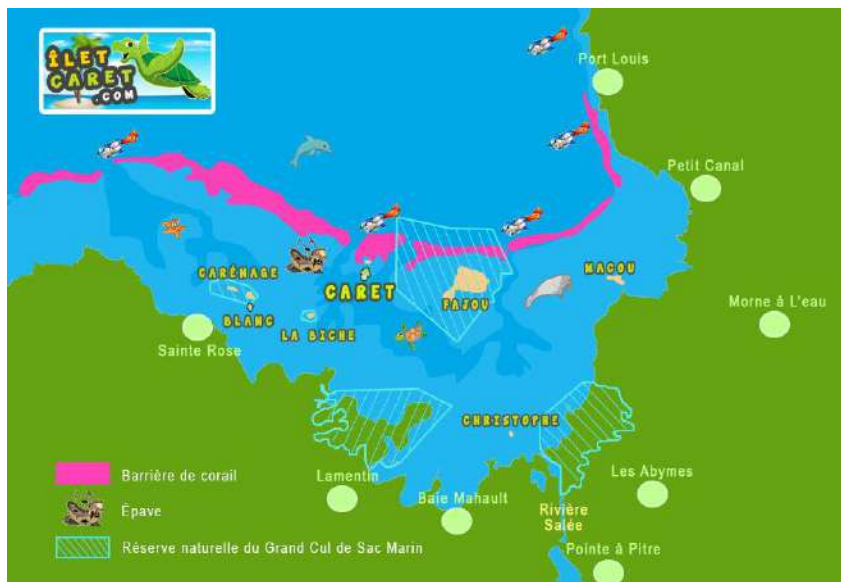 ÎLET
CARET
.COM
Port Louis
Petit Canal
CARÉNAGE
CARET
FAJOU
MACOU
BLANC
LA BICHE
Morne à L'eau
Sainte Rose
CHRISTOPHE
Barrière de corail
Lamentin
Les Abymes
Baie Mahault
Épave
Rivière
Salée
Réserve naturelle du Grand Cul de Sac Marin
Pointe à Pitre